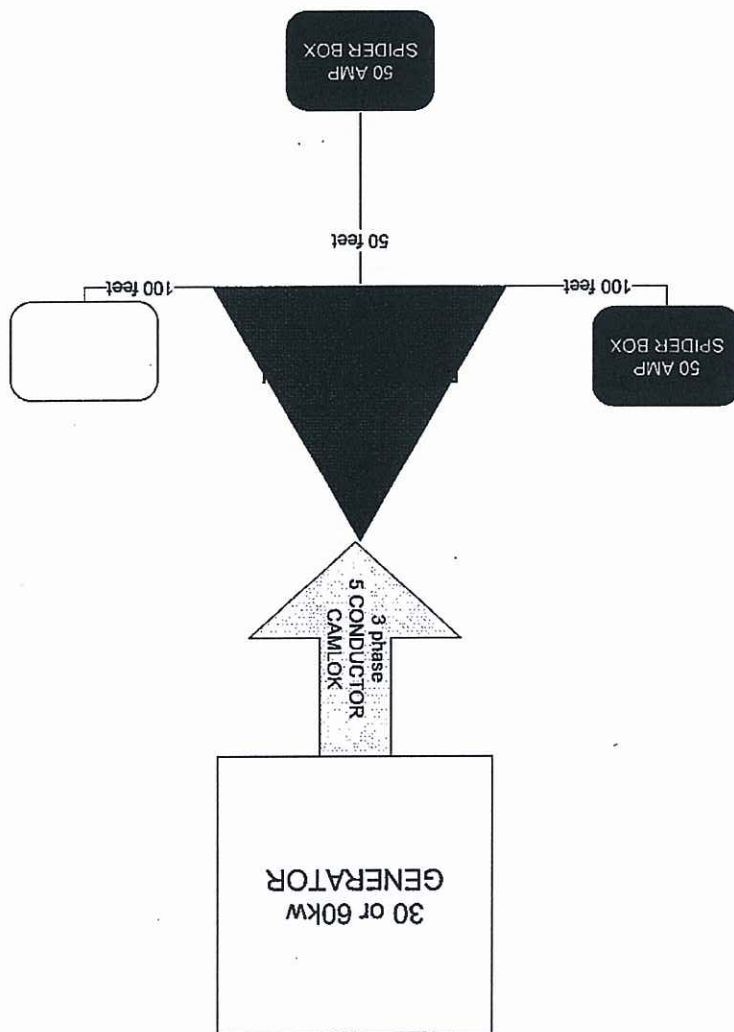 30 or 60kw
GENERATOR
3 phase
5 CONDUCTOR
CAMLOK
100 feet
50 AMP
SPIDER BOX
50 feet
50 AMP
SPIDER BOX
100 feet